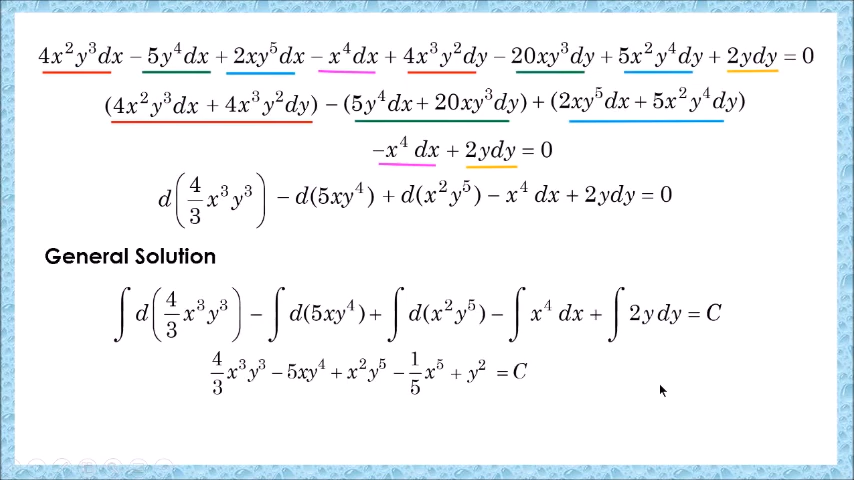 4x²y³dx − 5y⁴dx + 2xy⁵dx − x⁴dx + 4x³y²dy − 20xy³dy + 5x²y⁴dy + 2ydy = 0
(4x²y³dx + 4x³y²dy) − (5y⁴dx + 20xy³dy) + (2xy⁵dx + 5x²y⁴dy)
−x⁴ dx + 2ydy = 0
d(4/3 x³y³) − d(5xy⁴) + d(x²y⁵) − x⁴ dx + 2ydy = 0
General Solution
∫ d(4/3 x³y³) − ∫ d(5xy⁴) + ∫ d(x²y⁵) − ∫ x⁴ dx + ∫ 2ydy = C
4/3 x³y³ − 5xy⁴ + x²y⁵ − 1/5 x⁵ + y² = C